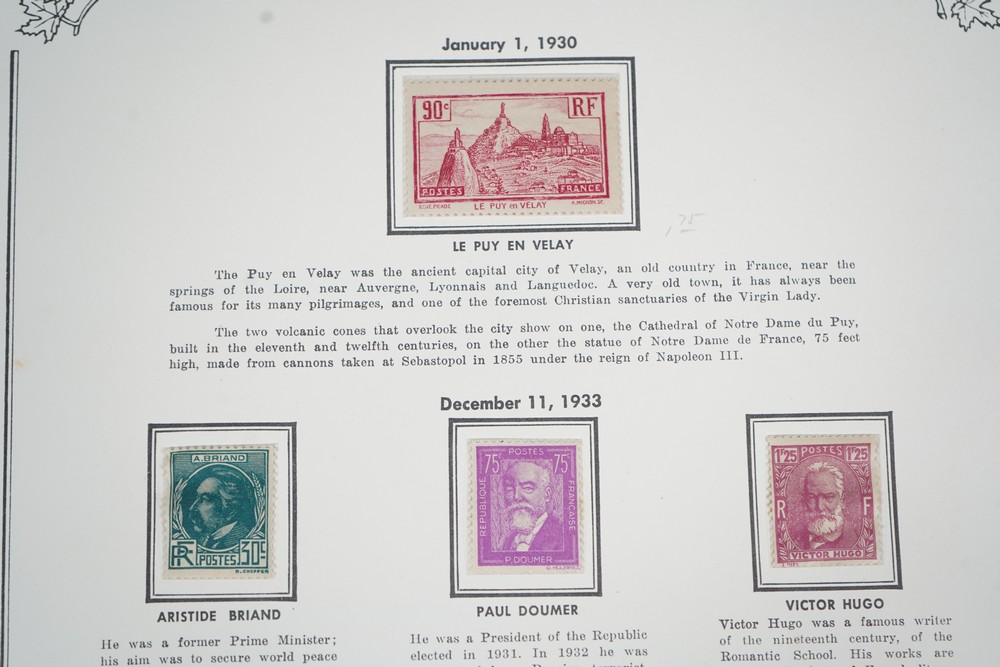 January 1, 1930
90c RF
POSTES FRANCE
LE PUY en VELAY
LE PUY EN VELAY
,75
The Puy en Velay was the ancient capital city of Velay, an old country in France, near the
springs of the Loire, near Auvergne, Lyonnais and Languedoc. A very old town, it has always been
famous for its many pilgrimages, and one of the foremost Christian sanctuaries of the Virgin Lady.
The two volcanic cones that overlook the city show on one, the Cathedral of Notre Dame du Puy,
built in the eleventh and twelfth centuries, on the other the statue of Notre Dame de France, 75 feet
high, made from cannons taken at Sebastopol in 1855 under the reign of Napoleon III.
December 11, 1933
A. BRIAND
RF POSTES 30c
ARISTIDE BRIAND
He was a former Prime Minister;
his aim was to secure world peace
POSTES
75c 75c
REPUBLIQUE FRANÇAISE
P. DOUMER
PAUL DOUMER
He was a President of the Republic
elected in 1931. In 1932 he was
POSTES
1f25 1f25
R F
VICTOR HUGO
VICTOR HUGO
Victor Hugo was a famous writer
of the nineteenth century, of the
Romantic School. His works are